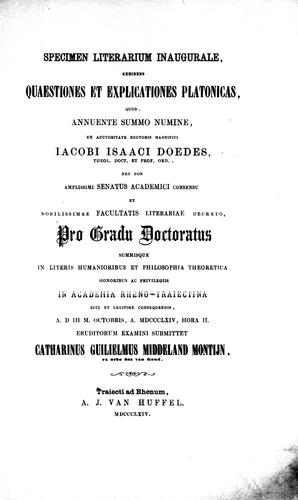 SPECIMEN LITERARIUM INAUGURALE,
EXHIBENS
QUAESTIONES ET EXPLICATIONES PLATONICAS,
QUOD,
ANNUENTE SUMMO NUMINE,
EX AUCTORITATE RECTORIS MAGNIFICI
IACOBI ISAACI DOEDES,
THEOL. DOCT. ET PROF. ORD.,
NEC NON
AMPLISSIMI SENATUS ACADEMICI CONSENSU
ET
NOBILISSIMAE FACULTATIS LITERARIAE DECRETO,
Pro Gradu Doctoratus
SUMMISQUE
IN LITERIS HUMANIORIBUS ET PHILOSOPHIA THEORETICA
HONORIBUS AC PRIVILEGIIS
IN ACADEMIA RHENO-TRAIECTINA
RITE ET LEGITIME CONSEQUENDIS,
A. D III M. OCTOBRIS, A. MDCCCLXIV, HORA II.
ERUDITORUM EXAMINI SUBMITTET
CATHARINUS GUILIELMUS MIDDELAND MONTIJN,
ex urbe Sas van Gend.
Traiecti ad Rhenum,
A. J. VAN HUFFEL.
MDCCCLXIV.